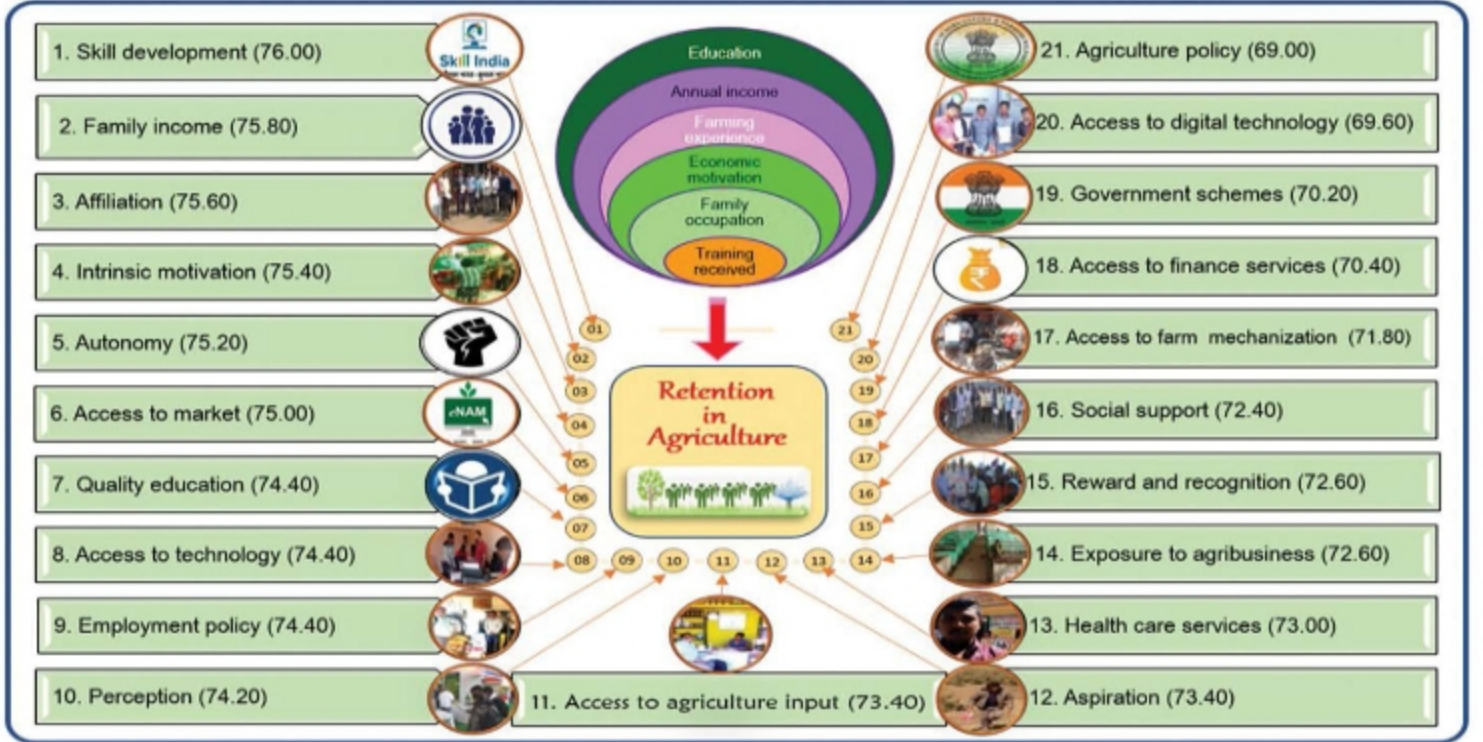 1. Skill development (76.00)
2. Family income (75.80)
3. Affiliation (75.60)
4. Intrinsic motivation (75.40)
5. Autonomy (75.20)
6. Access to market (75.00)
7. Quality education (74.40)
8. Access to technology (74.40)
9. Employment policy (74.40)
10. Perception (74.20)
Skill India
eNAM
Education
Annual income
Farming
experience
Economic
motivation
Family
occupation
Training
received
Retention
in
Agriculture
01
02
03
04
05
06
07
08
09
10
11
12
13
14
15
16
17
18
19
20
21
11. Access to agriculture input (73.40)
21. Agriculture policy (69.00)
20. Access to digital technology (69.60)
19. Government schemes (70.20)
18. Access to finance services (70.40)
17. Access to farm mechanization (71.80)
16. Social support (72.40)
15. Reward and recognition (72.60)
14. Exposure to agribusiness (72.60)
13. Health care services (73.00)
12. Aspiration (73.40)